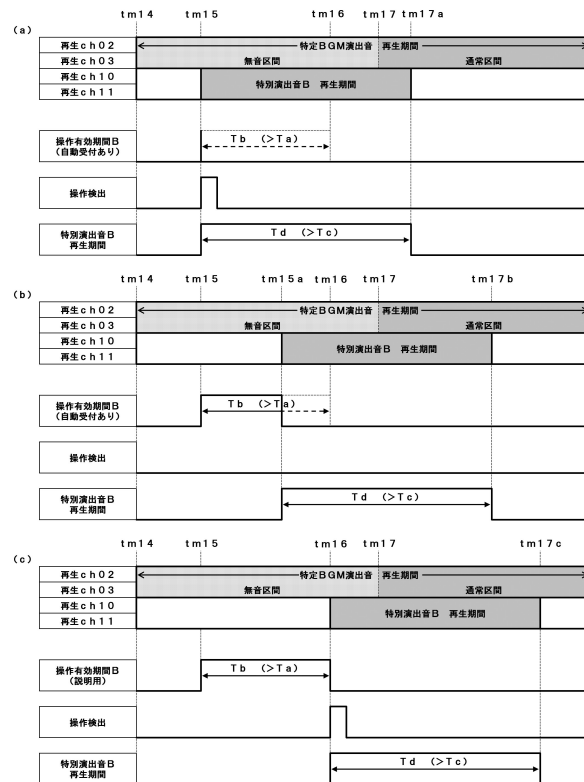 tm14 tm15 tm16 tm17 tm17a
(a)
再生ch02
特定BGM演出音 再生期間
再生ch03
無音区間 通常区間
再生ch10
特別演出音B 再生期間
再生ch11
操作有効期間B
(自動受付あり)
Tb (>Ta)
操作検出
特別演出音B
再生期間
Td (>Tc)
tm14 tm15 tm15a tm16 tm17 tm17b
(b)
再生ch02
特定BGM演出音 再生期間
再生ch03
無音区間 通常区間
再生ch10
特別演出音B 再生期間
再生ch11
操作有効期間B
(自動受付あり)
Tb (>Ta)
操作検出
特別演出音B
再生期間
Td (>Tc)
tm14 tm15 tm16 tm17 tm17c
(c)
再生ch02
特定BGM演出音 再生期間
再生ch03
無音区間 通常区間
再生ch10
特別演出音B 再生期間
再生ch11
操作有効期間B
(説明用)
Tb (>Ta)
操作検出
特別演出音B
再生期間
Td (>Tc)